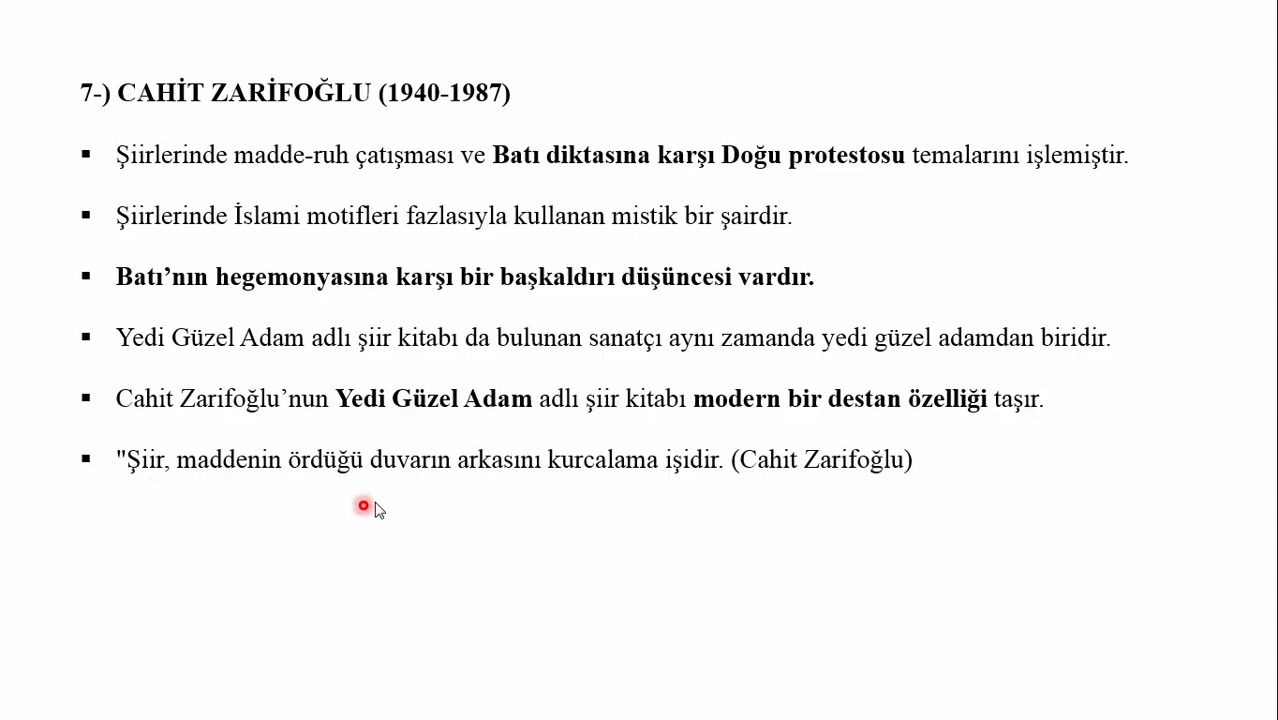 7-) CAHİT ZARİFOĞLU (1940-1987)
▪ Şiirlerinde madde-ruh çatışması ve Batı diktasına karşı Doğu protestosu temalarını işlemiştir.
▪ Şiirlerinde İslami motifleri fazlasıyla kullanan mistik bir şairdir.
▪ Batı’nın hegemonyasına karşı bir başkaldırı düşüncesi vardır.
▪ Yedi Güzel Adam adlı şiir kitabı da bulunan sanatçı aynı zamanda yedi güzel adamdan biridir.
▪ Cahit Zarifoğlu’nun Yedi Güzel Adam adlı şiir kitabı modern bir destan özelliği taşır.
▪ "Şiir, maddenin ördüğü duvarın arkasını kurcalama işidir. (Cahit Zarifoğlu)